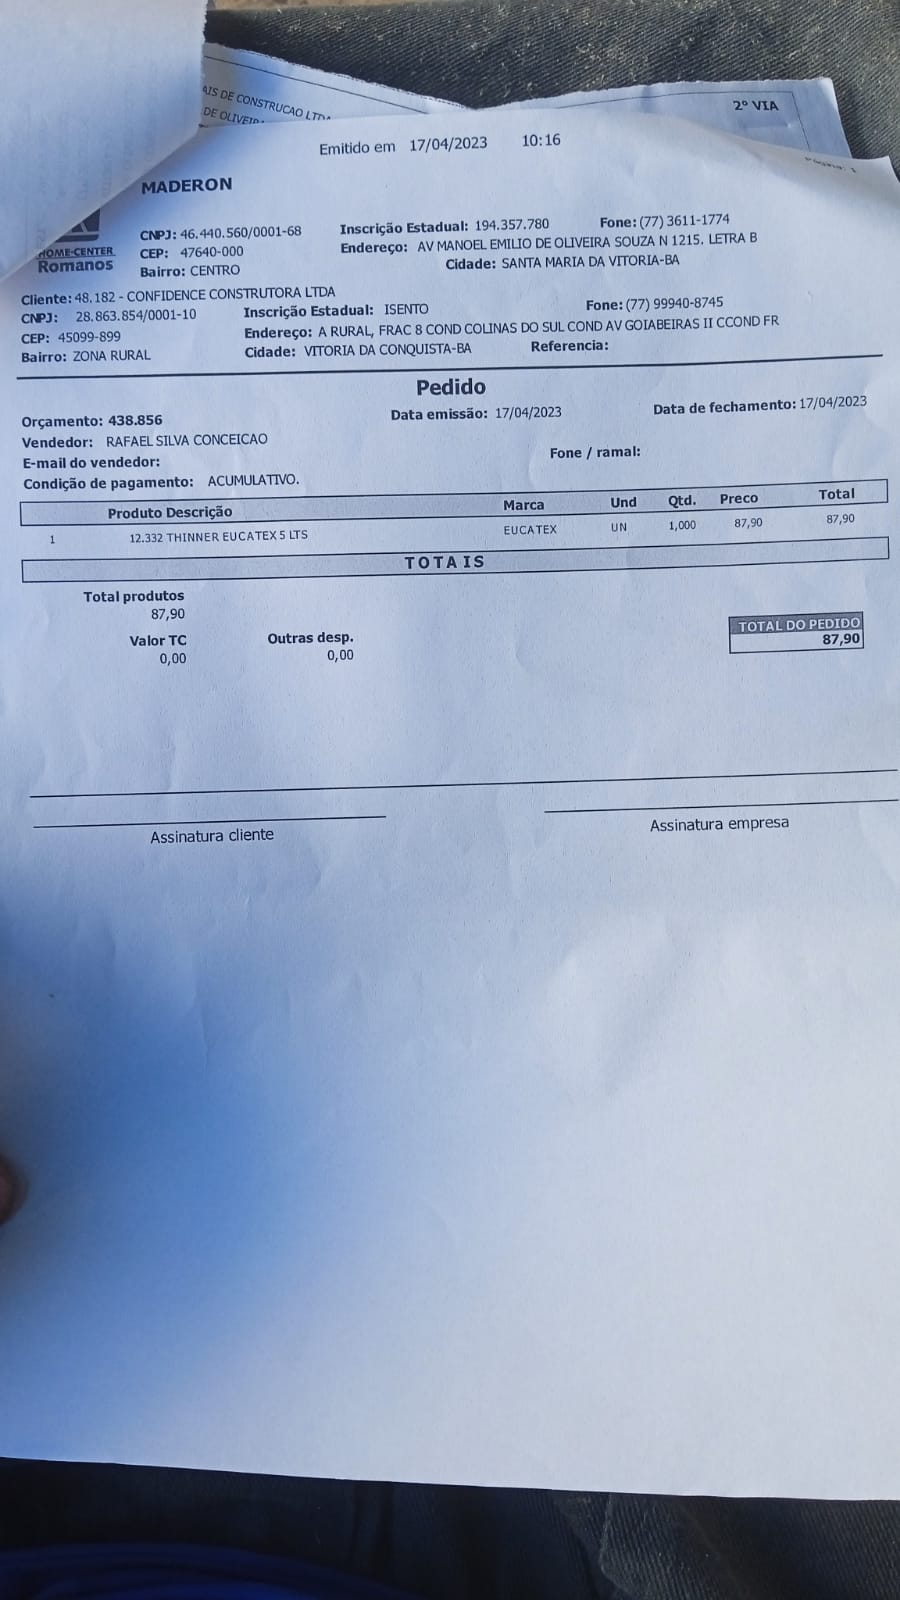 AIS DE CONSTRUCAO LTDA
DE OLIVEIRA
2º VIA
Emitido em 17/04/2023 10:16
Página: 1
MADERON
HOME-CENTER
Romanos
CNPJ: 46.440.560/0001-68 Inscrição Estadual: 194.357.780 Fone: (77) 3611-1774
CEP: 47640-000 Endereço: AV MANOEL EMILIO DE OLIVEIRA SOUZA N 1215. LETRA B
Bairro: CENTRO Cidade: SANTA MARIA DA VITORIA-BA
Cliente: 48.182 - CONFIDENCE CONSTRUTORA LTDA
CNPJ: 28.863.854/0001-10 Inscrição Estadual: ISENTO Fone: (77) 99940-8745
CEP: 45099-899 Endereço: A RURAL, FRAC 8 COND COLINAS DO SUL COND AV GOIABEIRAS II CCOND FR
Bairro: ZONA RURAL Cidade: VITORIA DA CONQUISTA-BA Referencia:
Pedido
Orçamento: 438.856 Data emissão: 17/04/2023 Data de fechamento: 17/04/2023
Vendedor: RAFAEL SILVA CONCEICAO
E-mail do vendedor: Fone / ramal:
Condição de pagamento: ACUMULATIVO.
Produto Descrição Marca Und Qtd. Preco Total
1 12.332 THINNER EUCATEX 5 LTS EUCATEX UN 1,000 87,90 87,90
TOTAIS
Total produtos
87,90
Valor TC Outras desp.
0,00 0,00
TOTAL DO PEDIDO
87,90
Assinatura cliente Assinatura empresa